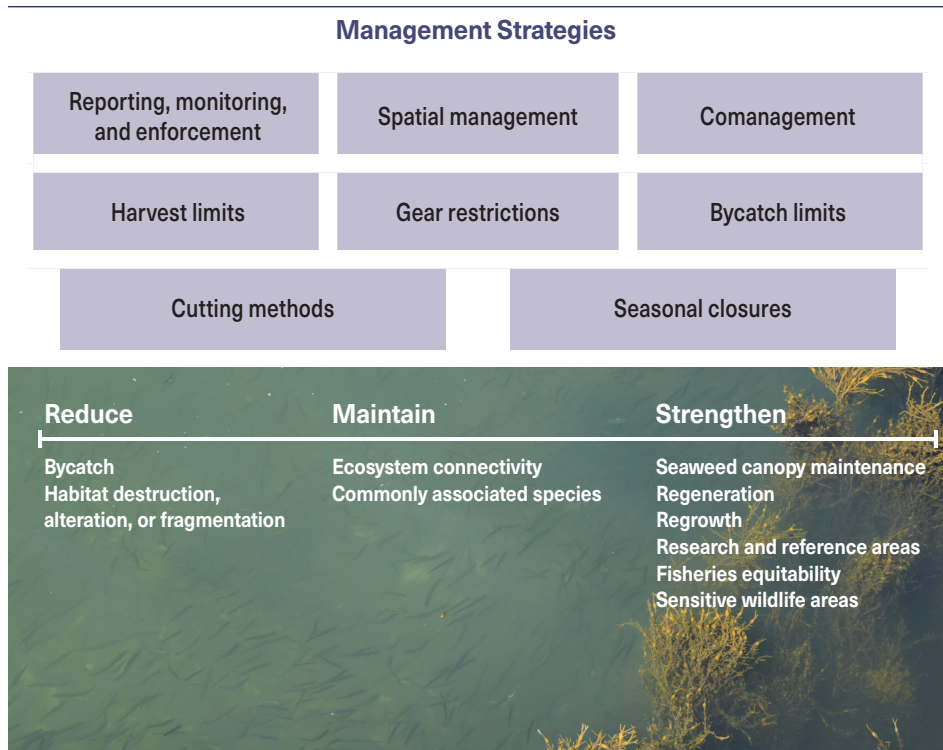 Management Strategies
Reporting, monitoring,
and enforcement
Spatial management
Comanagement
Harvest limits
Gear restrictions
Bycatch limits
Cutting methods
Seasonal closures
Reduce
Bycatch
Habitat destruction,
alteration, or fragmentation
Maintain
Ecosystem connectivity
Commonly associated species
Strengthen
Seaweed canopy maintenance
Regeneration
Regrowth
Research and reference areas
Fisheries equitability
Sensitive wildlife areas